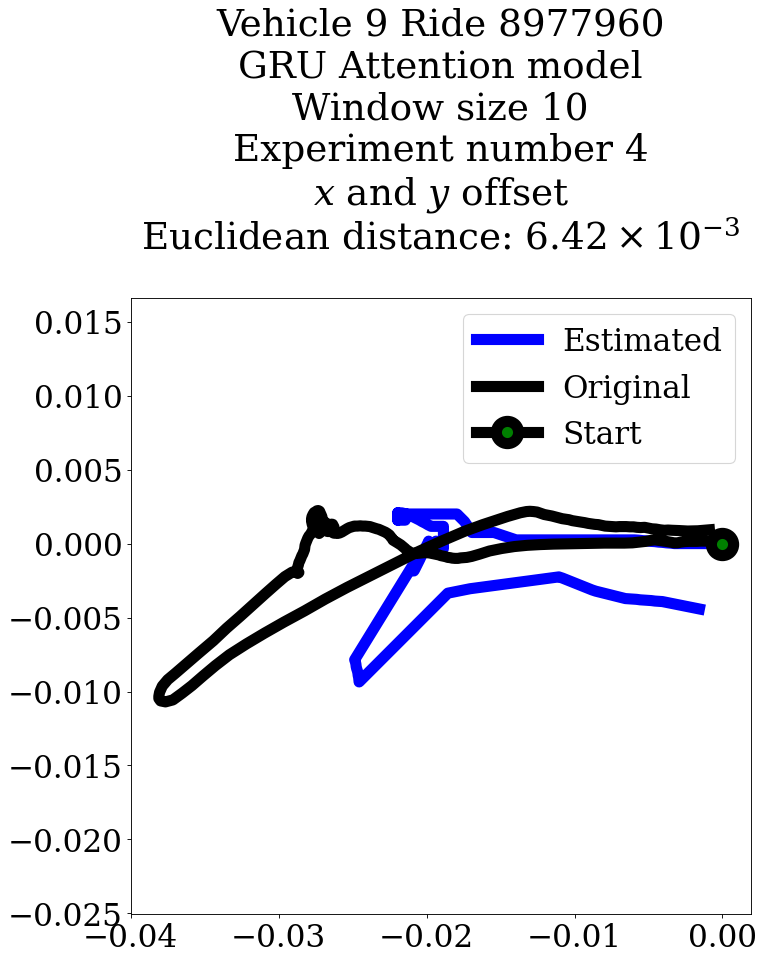 Vehicle 9 Ride 8977960
GRU Attention model
Window size 10
Experiment number 4
x and y offset
Euclidean distance: 6.42 × 10⁻³
Estimated
Original
Start
0.015
0.010
0.005
0.000
−0.005
−0.010
−0.015
−0.020
−0.025
−0.04 −0.03 −0.02 −0.01 0.00